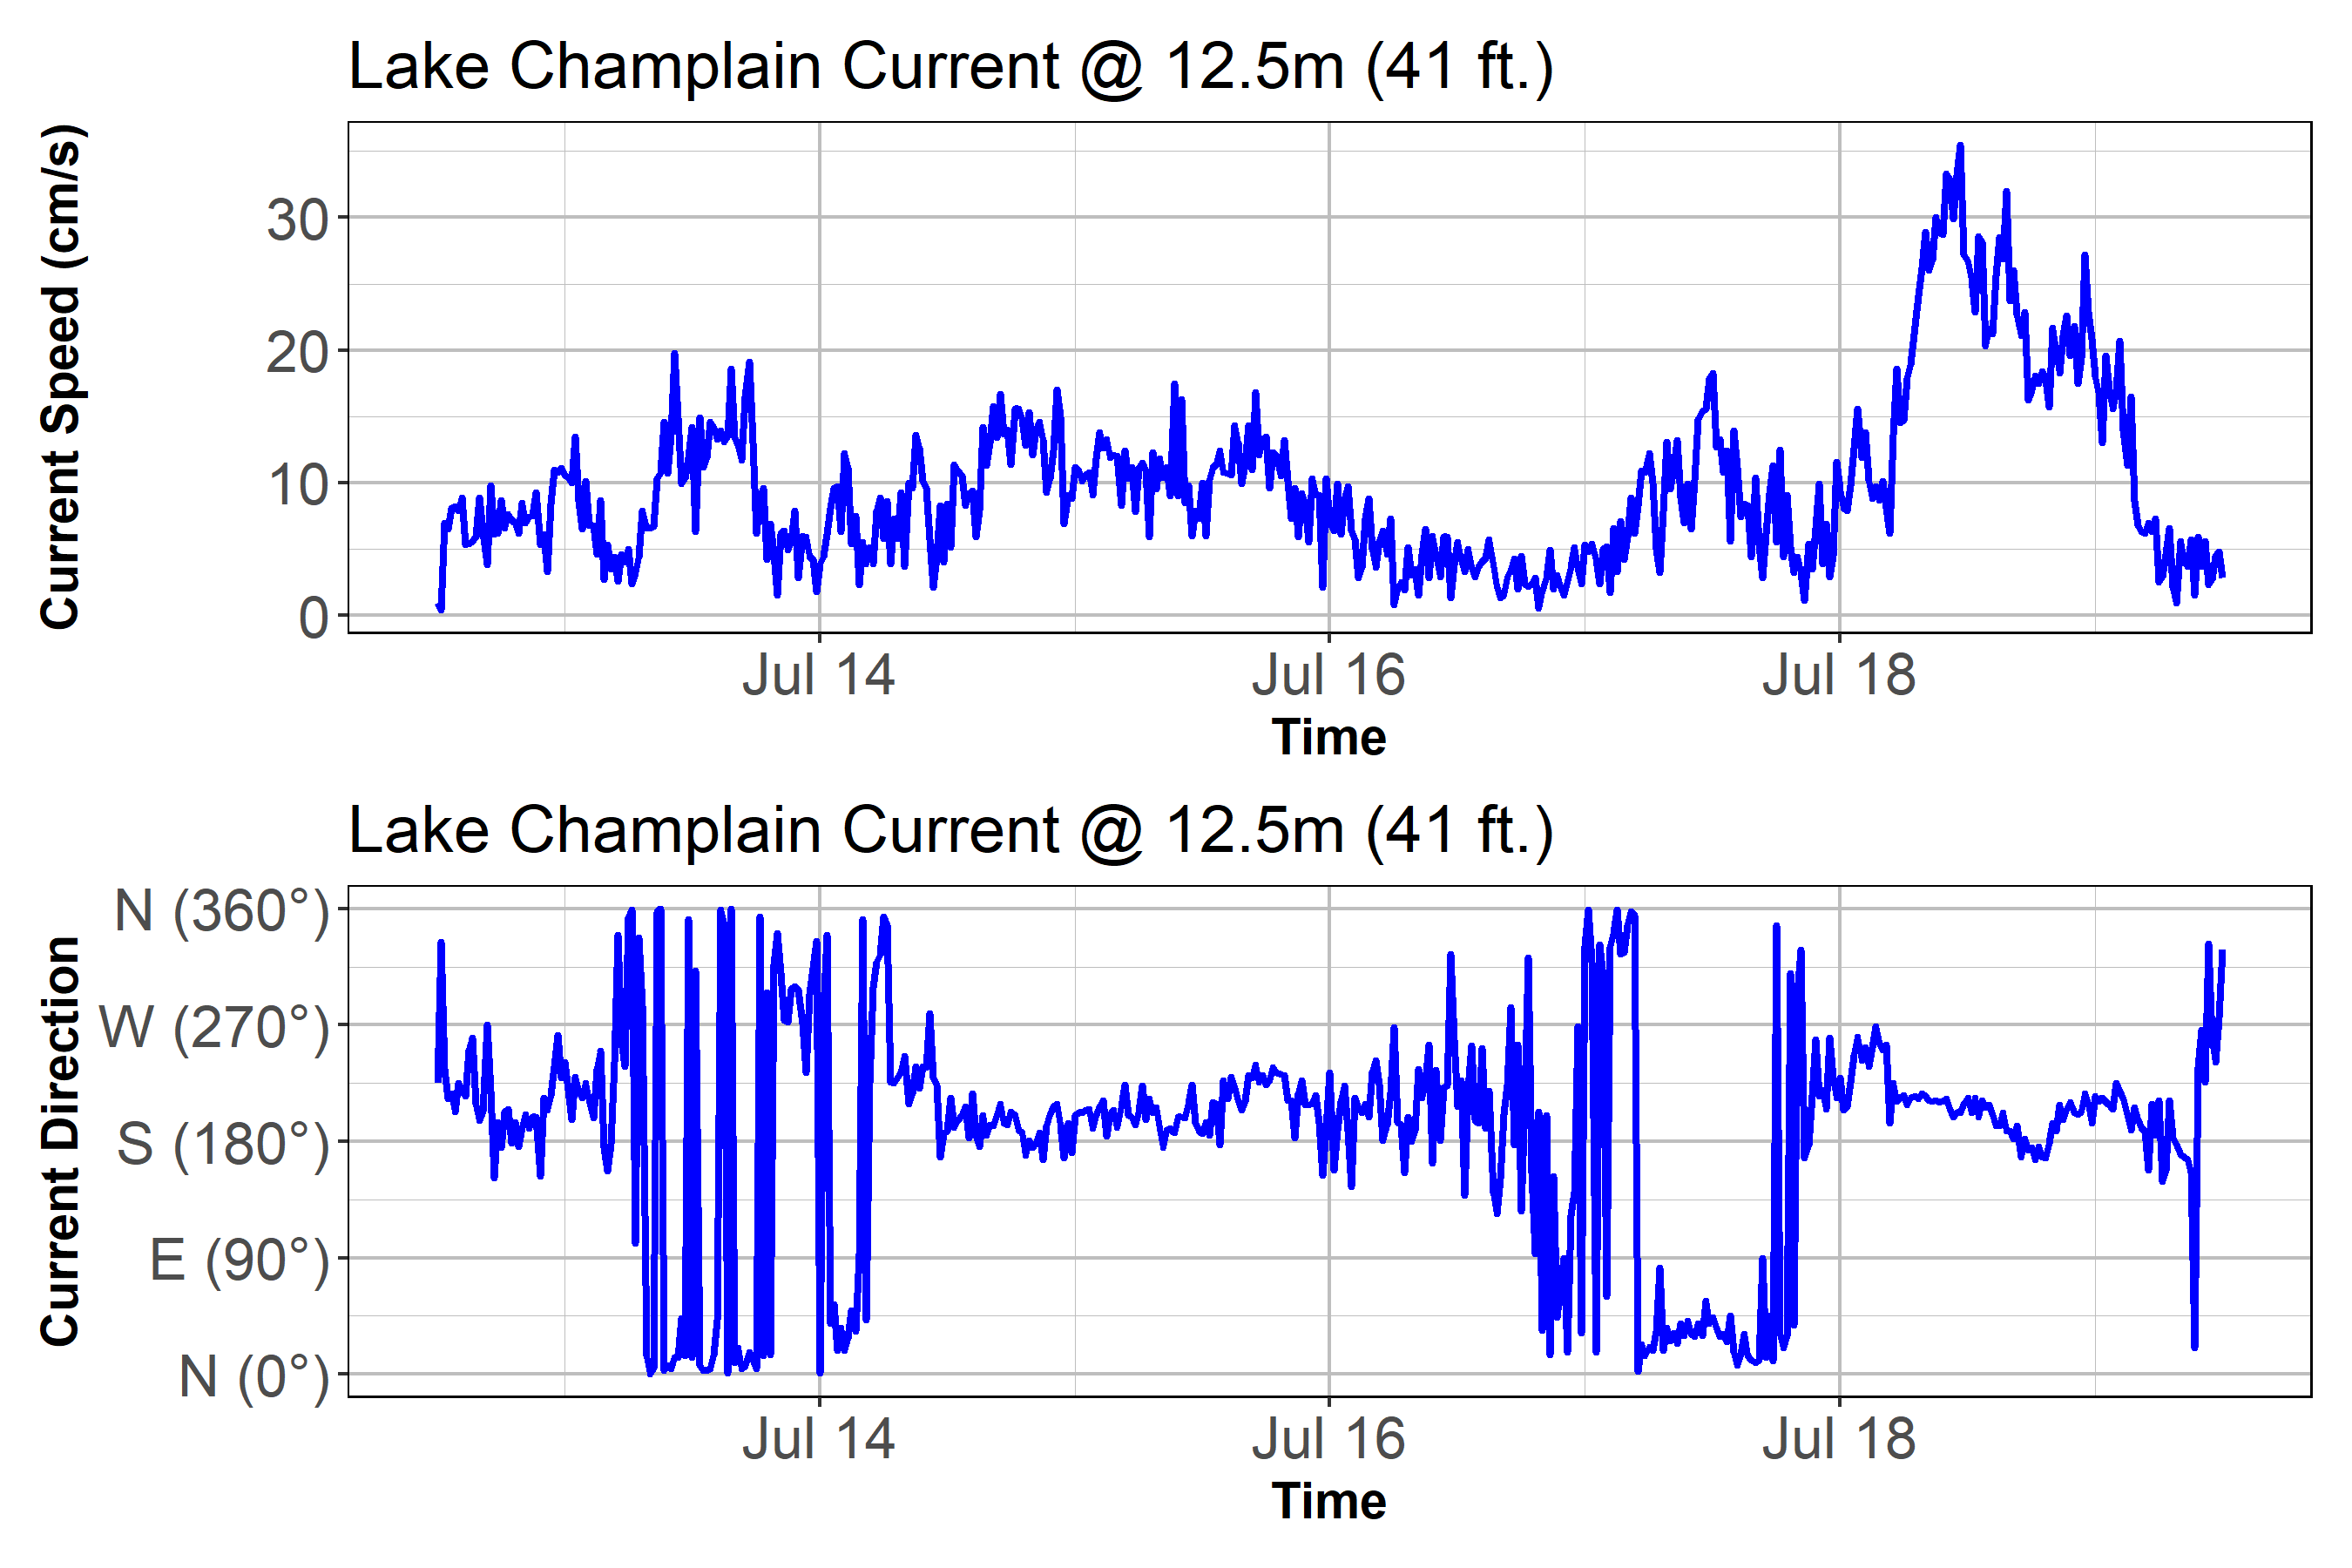 Lake Champlain Current @ 12.5m (41 ft.)
Current Speed (cm/s)
30
20
10
0
Jul 14
Jul 16
Jul 18
Time
Lake Champlain Current @ 12.5m (41 ft.)
Current Direction
N (360°)
W (270°)
S (180°)
E (90°)
N (0°)
Jul 14
Jul 16
Jul 18
Time